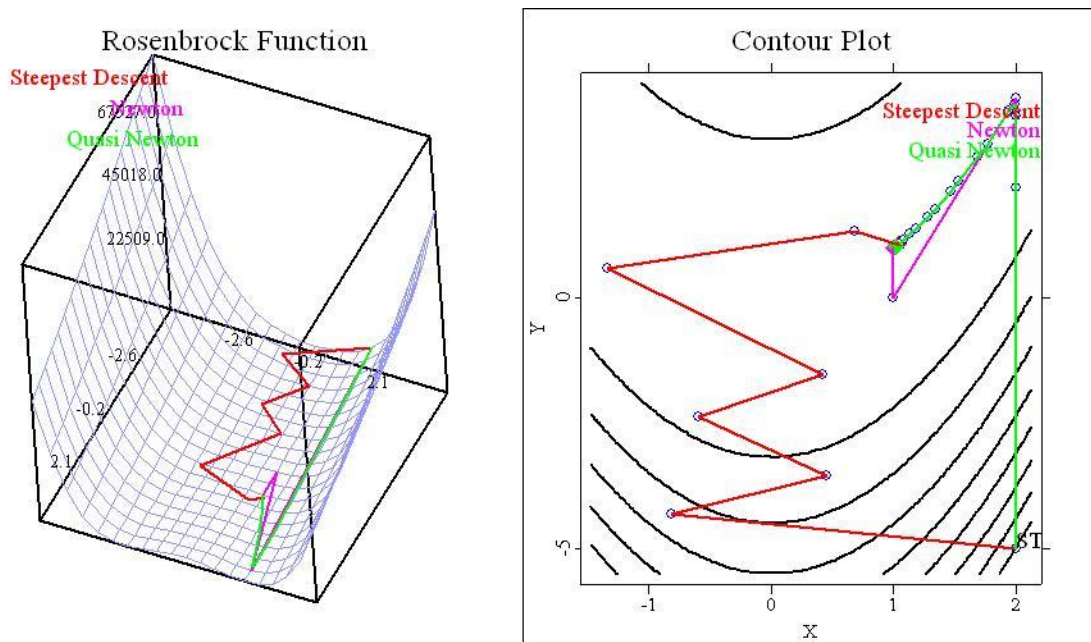 Rosenbrock Function
Steepest Descent
Newton
Quasi Newton
45018.0
22509.0
-2.6
-0.2
2.1
-2.6
-0.2
2.1
Contour Plot
Steepest Descent
Newton
Quasi Newton
Y
0
-5
ST
-1
0
1
2
X